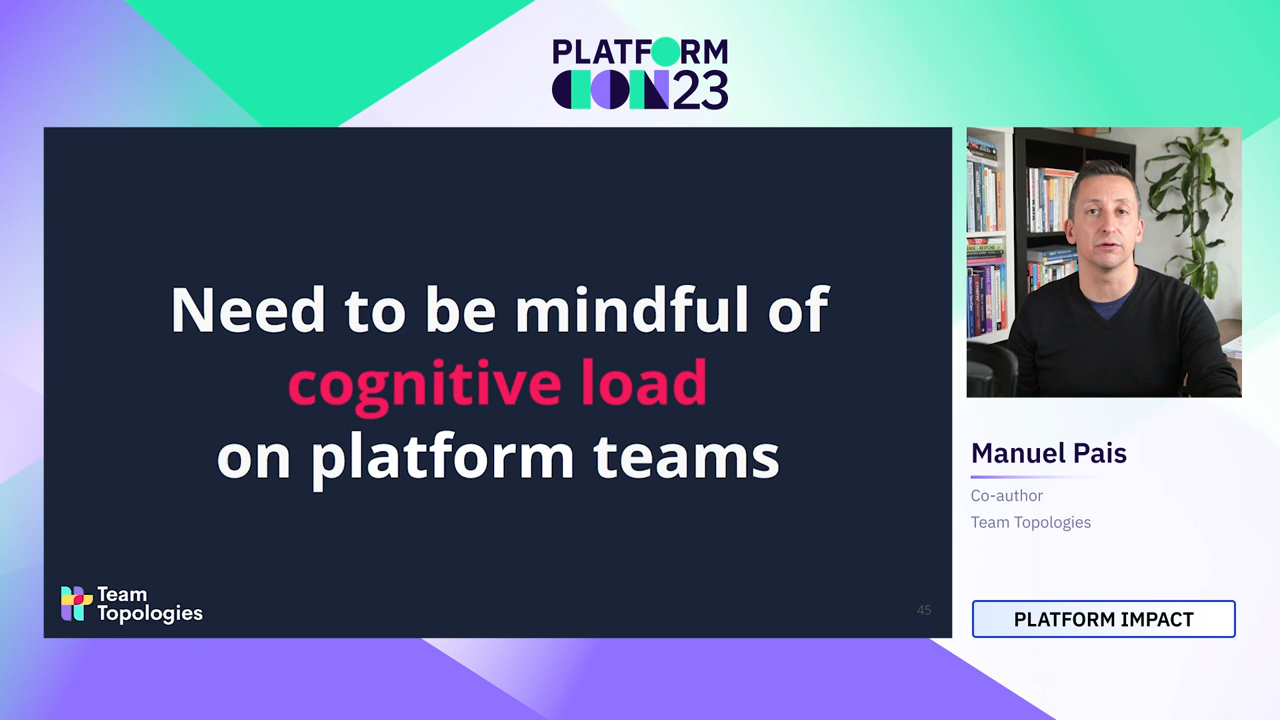 PLATFORM
CON23
Need to be mindful of
cognitive load
on platform teams
Team
Topologies
45
Manuel Pais
Co-author
Team Topologies
PLATFORM IMPACT